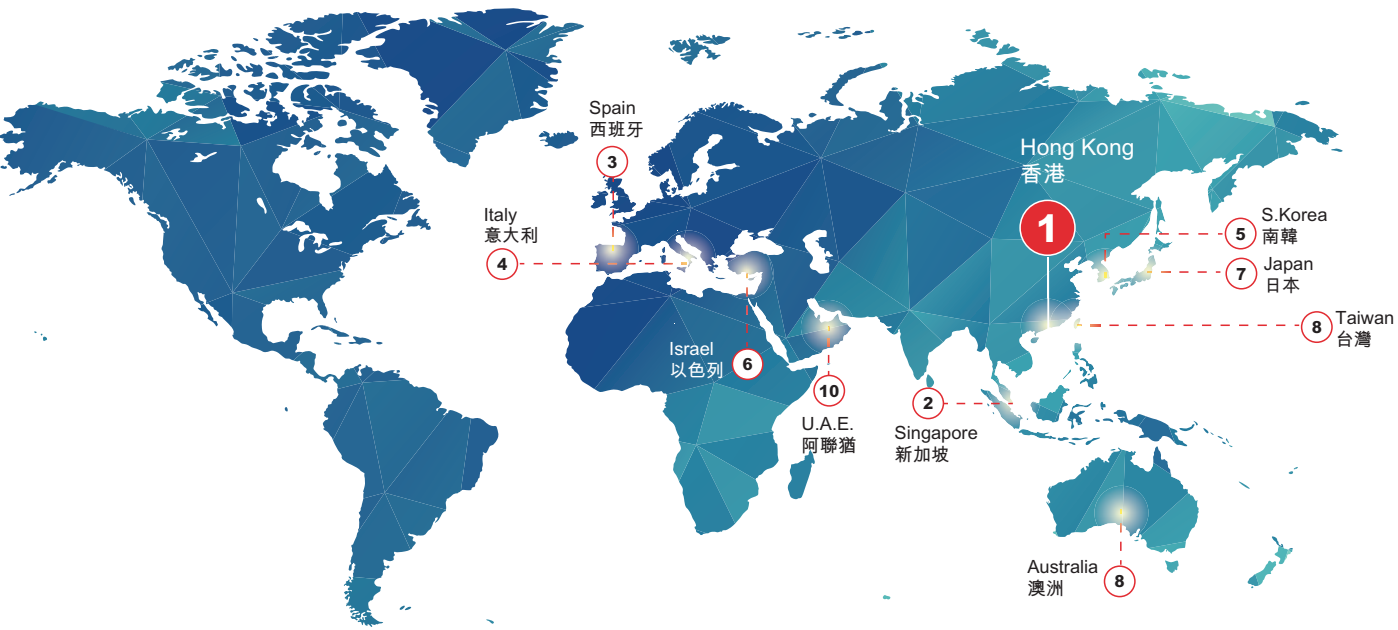 Spain
西班牙
3
Hong Kong
香港
1
Italy
意大利
4
S.Korea
南韓
5
Japan
日本
7
Taiwan
台灣
8
Israel
以色列
6
10
U.A.E.
阿聯猶
2
Singapore
新加坡
Australia
澳洲
8